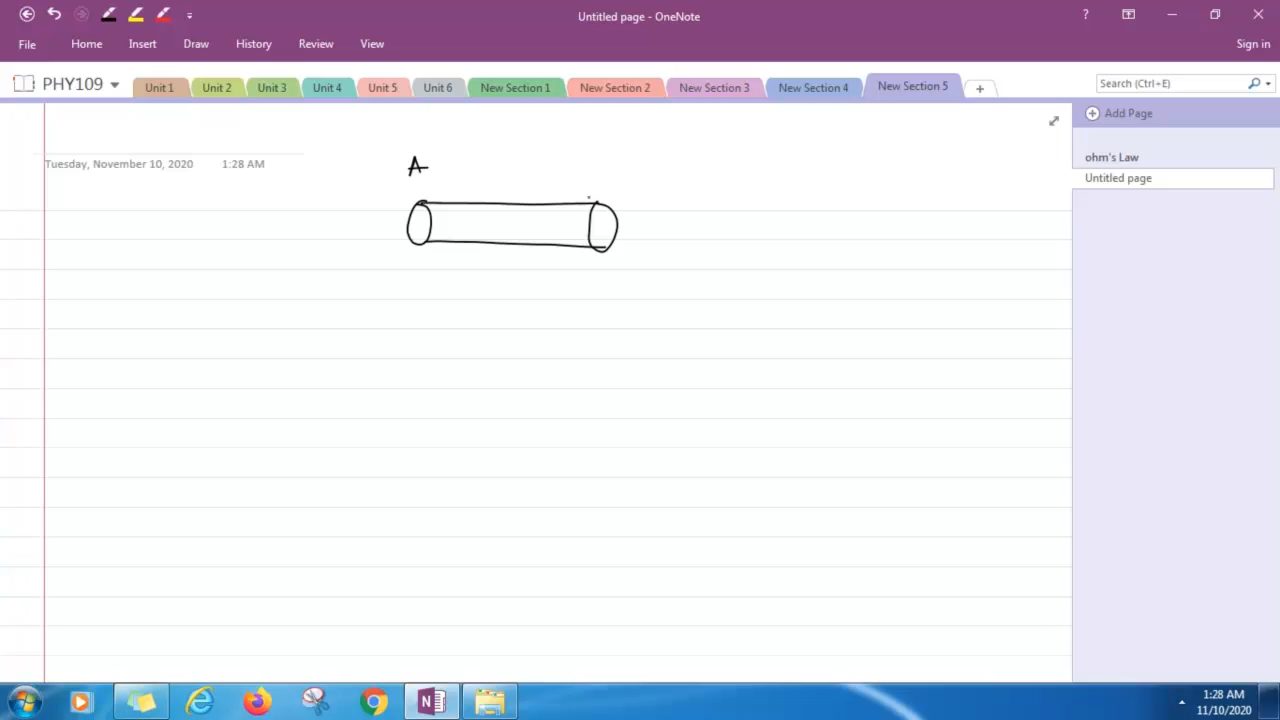 Untitled page - OneNote
?
File Home Insert Draw History Review View
Sign in
PHY109 Unit 1 Unit 2 Unit 3 Unit 4 Unit 5 Unit 6 New Section 1 New Section 2 New Section 3 New Section 4 New Section 5 +
Search (Ctrl+E)
Add Page
Tuesday, November 10, 2020 1:28 AM
A
ohm's Law
Untitled page
1:28 AM
11/10/2020